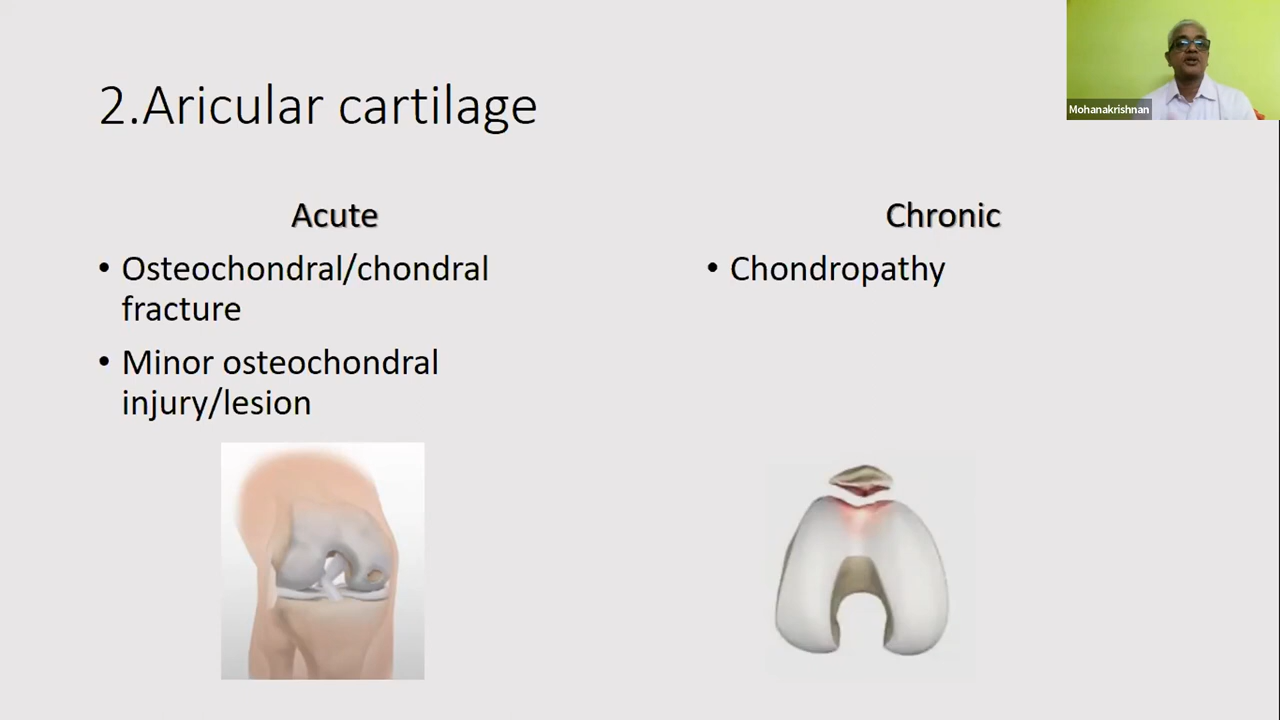 2.Aricular cartilage
Mohanakrishnan
Acute
• Osteochondral/chondral
fracture
• Minor osteochondral
injury/lesion
Chronic
• Chondropathy